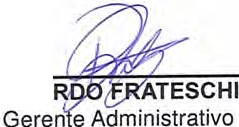 RDO FRATESCHI
Gerente Administrativo